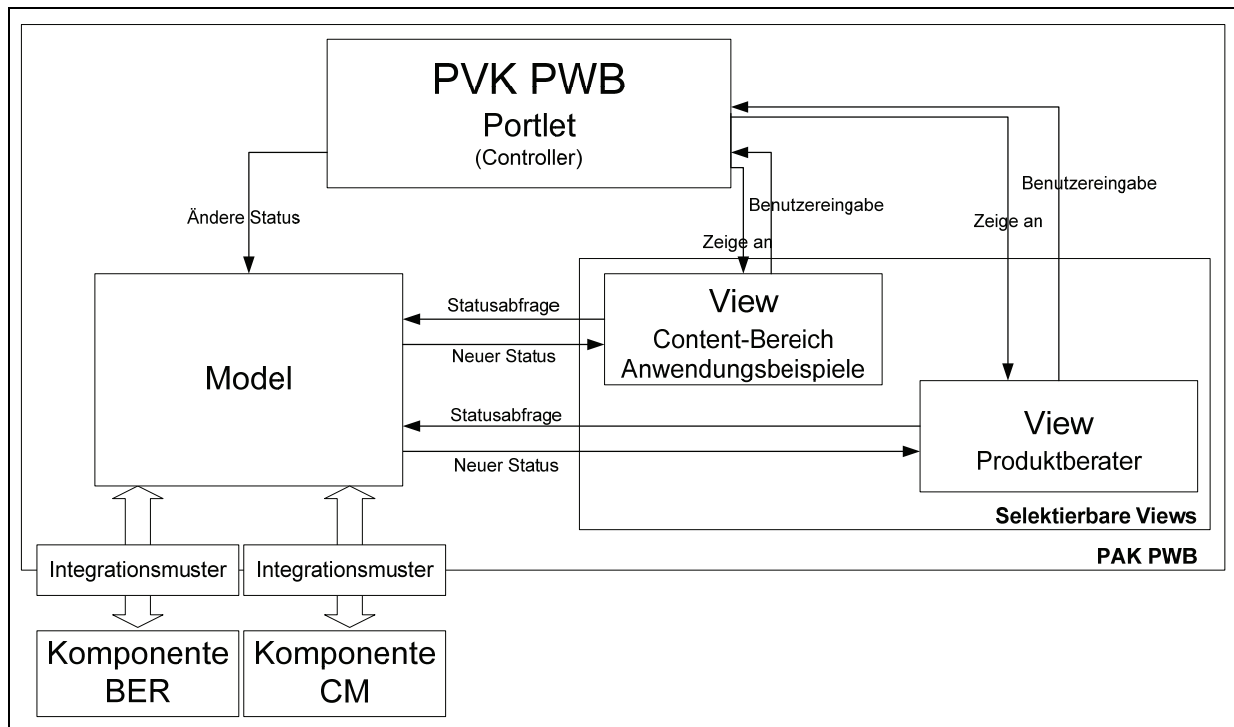 PVK PWB
Portlet
(Controller)
Ändere Status
Benutzereingabe
Zeige an
Benutzereingabe
Zeige an
Model
Statusabfrage
Neuer Status
View
Content-Bereich
Anwendungsbeispiele
Statusabfrage
Neuer Status
View
Produktberater
Selektierbare Views
PAK PWB
Integrationsmuster
Integrationsmuster
Komponente
BER
Komponente
CM